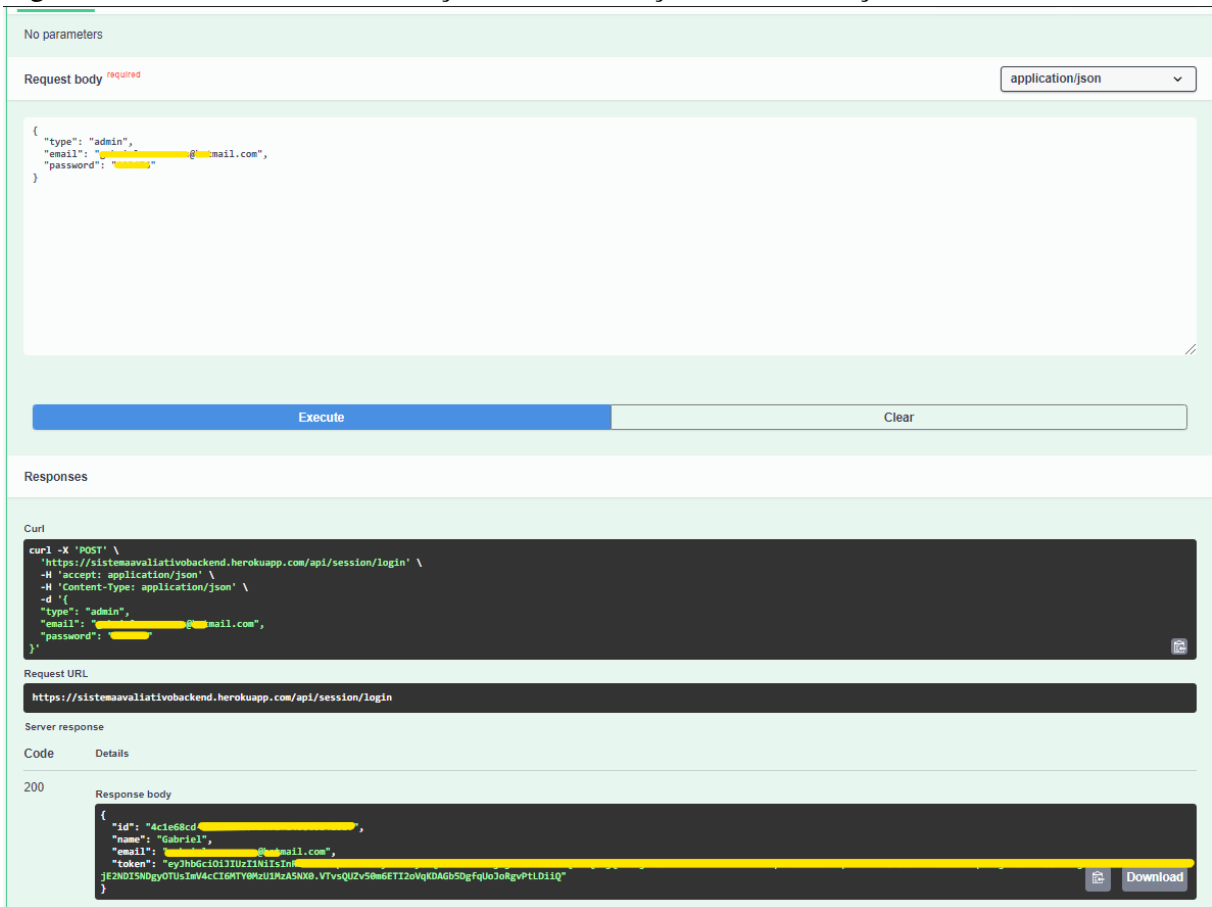 No parameters
Request body required
application/json
{
"type": "admin",
"email": " @ mail.com",
"password": " "
}
Execute
Clear
Responses
Curl
curl -X 'POST' \
'https://sistemaavaliativobackend.herokuapp.com/api/session/login' \
-H 'accept: application/json' \
-H 'Content-Type: application/json' \
-d '{
"type": "admin",
"email": " @ mail.com",
"password": " "
}'
Request URL
https://sistemaavaliativobackend.herokuapp.com/api/session/login
Server response
Code Details
200
Response body
{
"id": "4c1e68cd ",
"name": "Gabriel",
"email": " mail.com",
"token":
}
Download